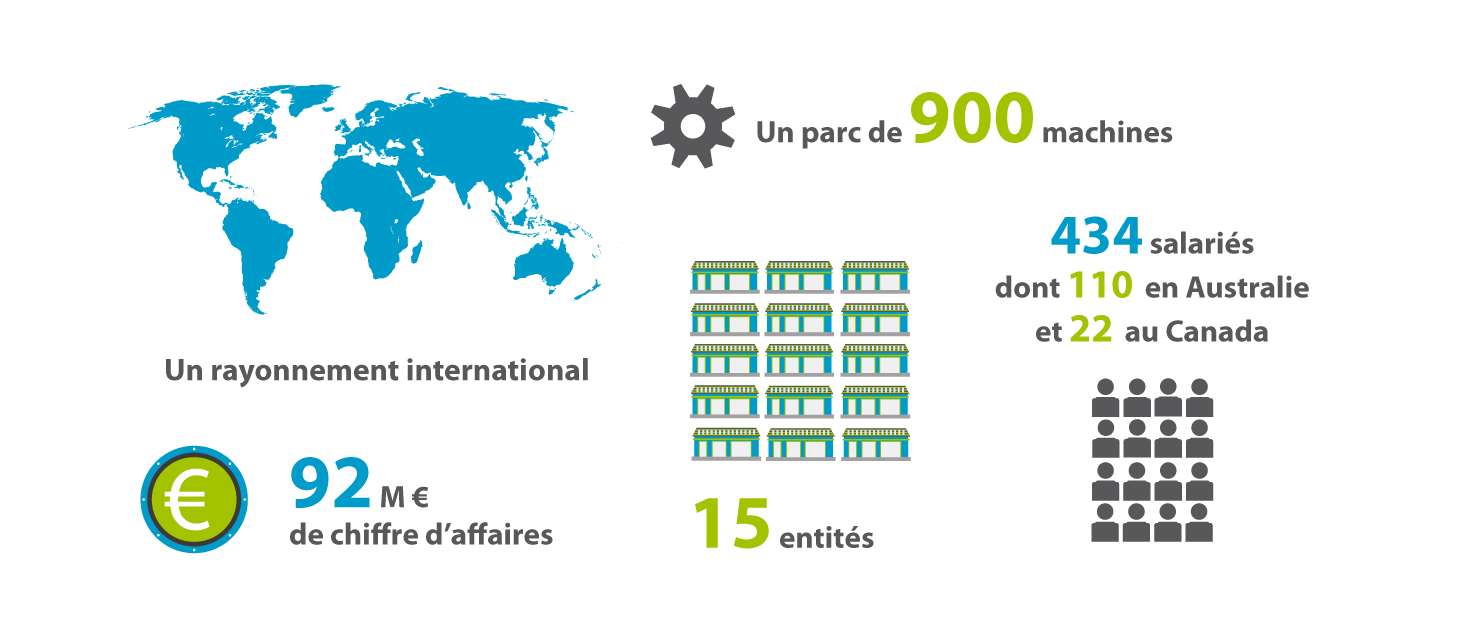 Un parc de 900 machines
434 salariés
dont 110 en Australie
et 22 au Canada
Un rayonnement international
€
92 M €
de chiffre d’affaires
15 entités